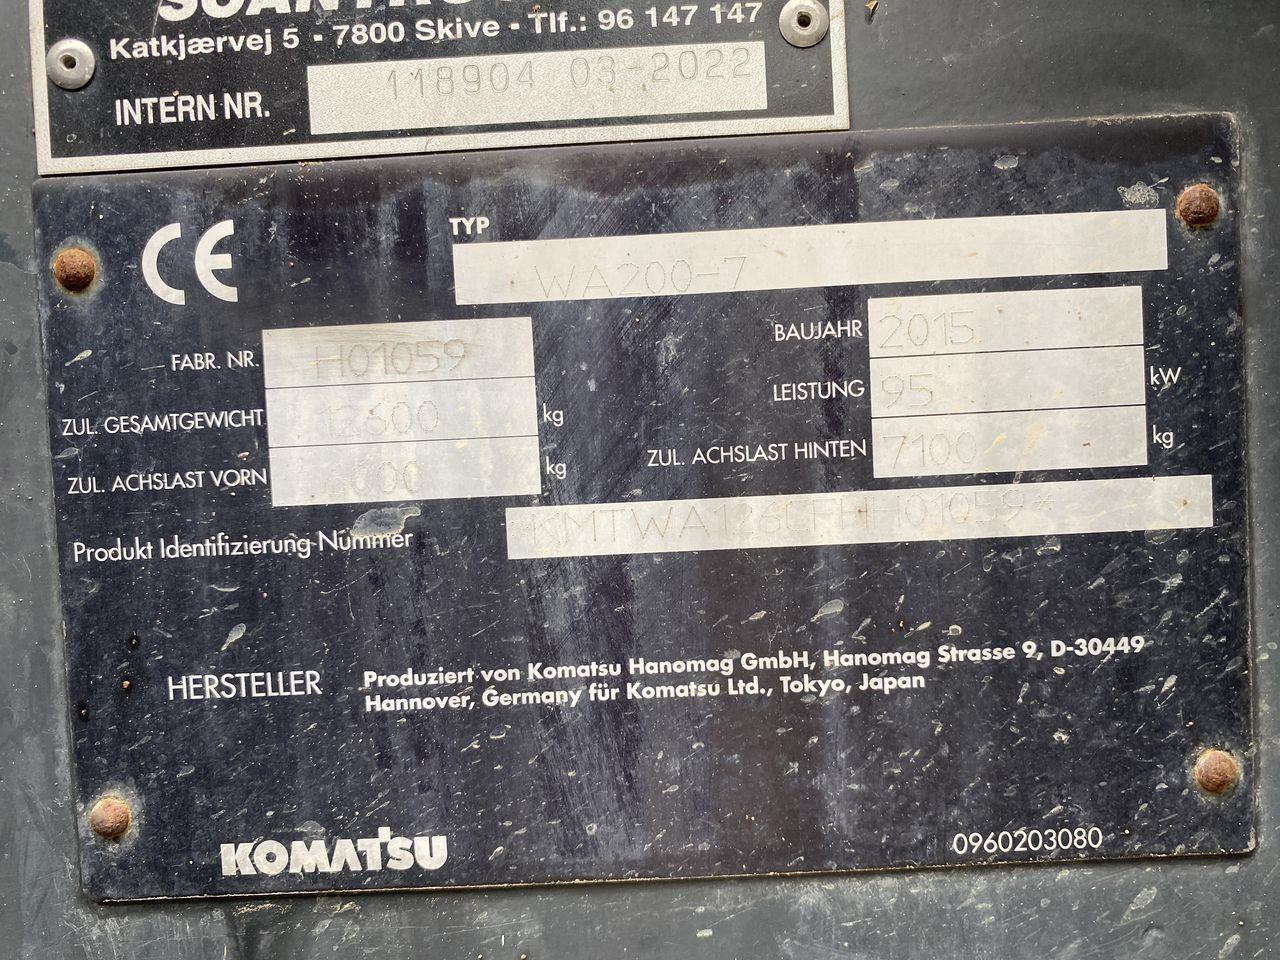 Katkjærvej 5 - 7800 Skive - Tlf.: 96 147 147
INTERN NR. 118904 03-2022
CE
TYP WA200-7
FABR. NR. H01059
BAUJAHR 2015
ZUL. GESAMTGEWICHT 12600 kg
LEISTUNG 95 kW
ZUL. ACHSLAST VORN kg
ZUL. ACHSLAST HINTEN 7100 kg
Produkt Identifizierung-Nummer
HERSTELLER
Produziert von Komatsu Hanomag GmbH, Hanomag Strasse 9, D-30449
Hannover, Germany für Komatsu Ltd., Tokyo, Japan
KOMATSU
0960203080